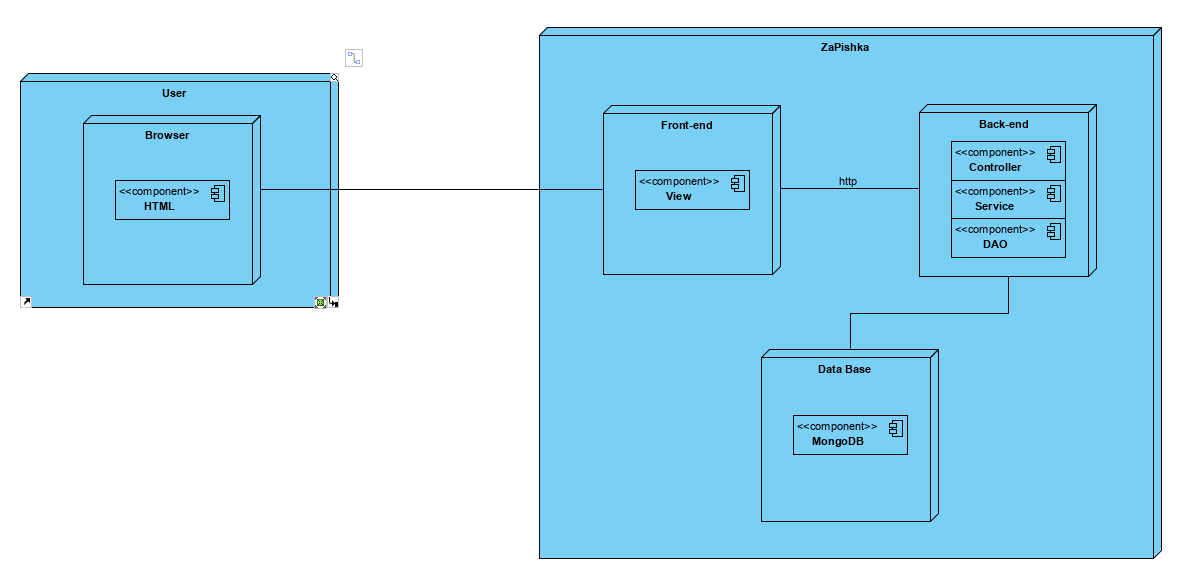 ZaPishka
User
Browser
<<component>>
HTML
Front-end
<<component>>
View
http
Back-end
<<component>>
Controller
<<component>>
Service
<<component>>
DAO
Data Base
<<component>>
MongoDB